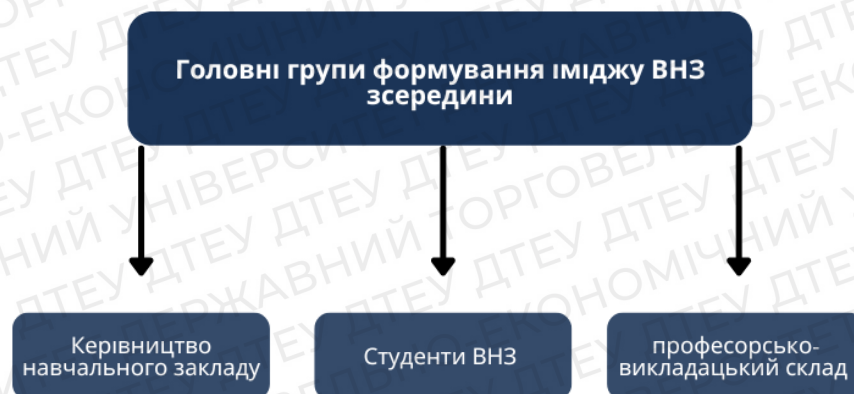 Головні групи формування іміджу ВНЗ
зсередини
Керівництво
навчального закладу
Студенти ВНЗ
професорсько-
викладацький склад